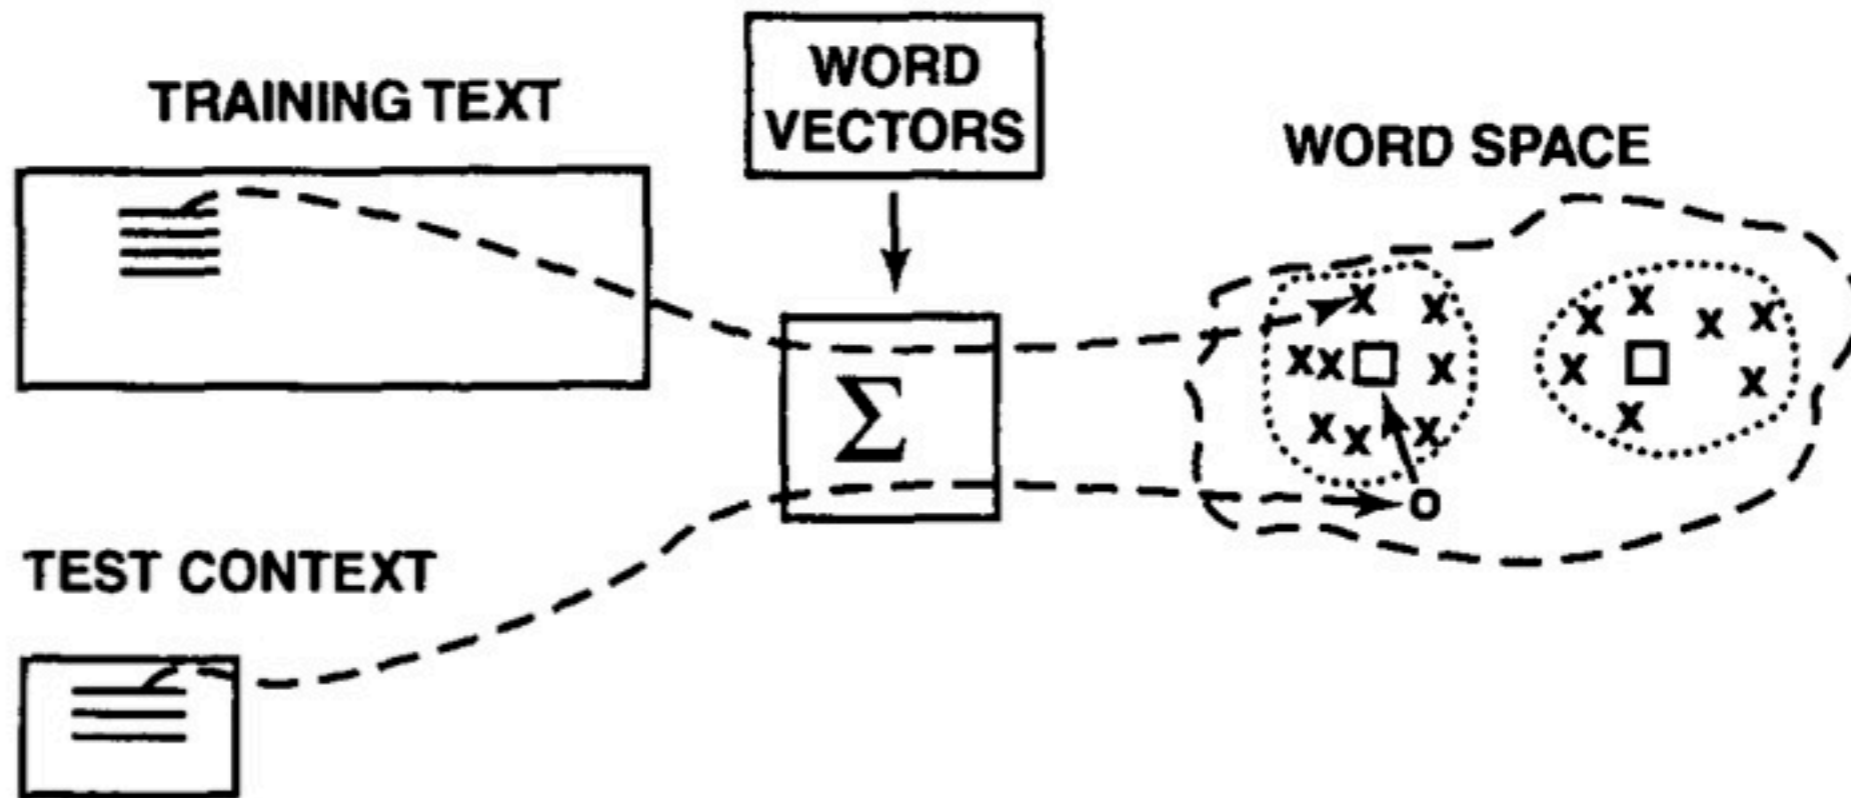 TRAINING TEXT
WORD
VECTORS
WORD SPACE
Σ
x x
x x x
x x x
x x x x
x x
x
o
TEST CONTEXT